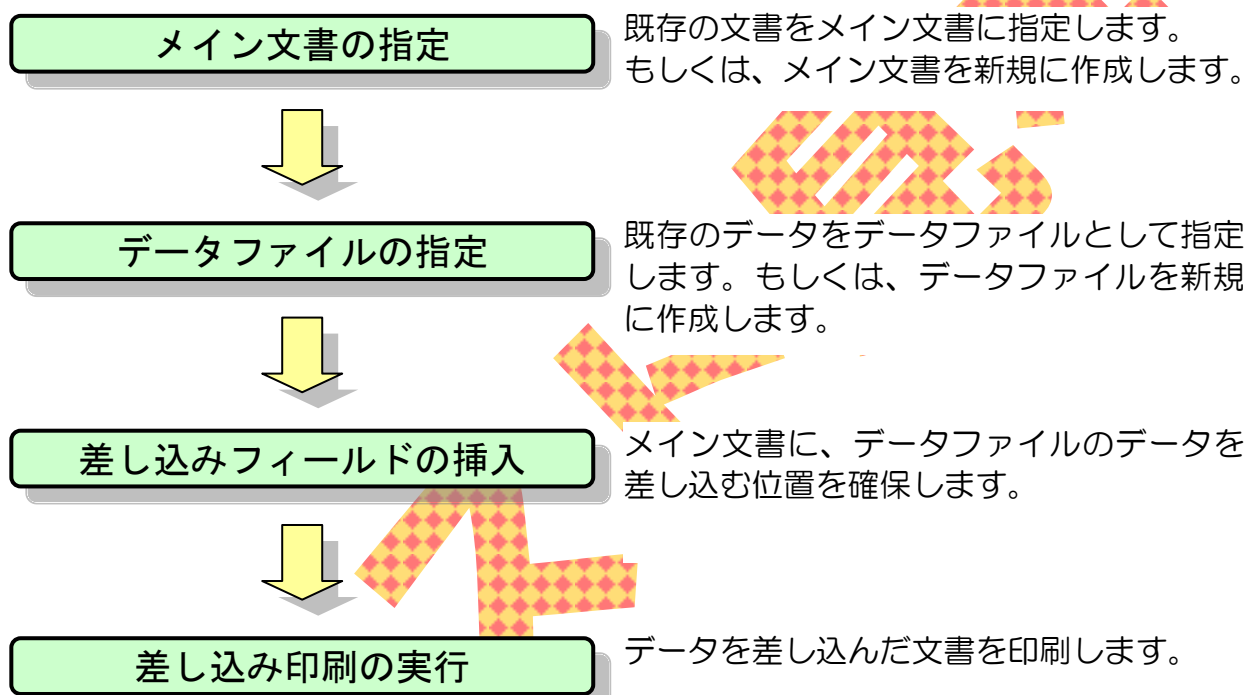 メイン文書の指定
既存の文書をメイン文書に指定します。
もしくは、メイン文書を新規に作成します。
データファイルの指定
既存のデータをデータファイルとして指定
します。もしくは、データファイルを新規
に作成します。
差し込みフィールドの挿入
メイン文書に、データファイルのデータを
差し込む位置を確保します。
差し込み印刷の実行
データを差し込んだ文書を印刷します。